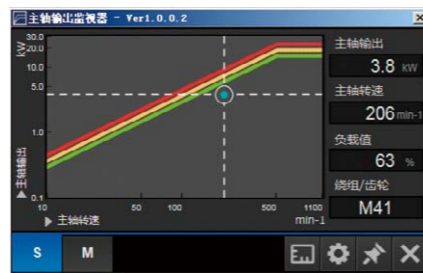 主轴输出监视器 - Ver1.0.0.2
kW
30.0
20.0
10.0
5.0
1.0
0.1
▲主轴输出
10
50
100
500
1100
▶ 主轴转速
min-1
主轴输出
3.8 kW
主轴转速
206 min-1
负载值
63 %
绕组/齿轮
M41
S
M